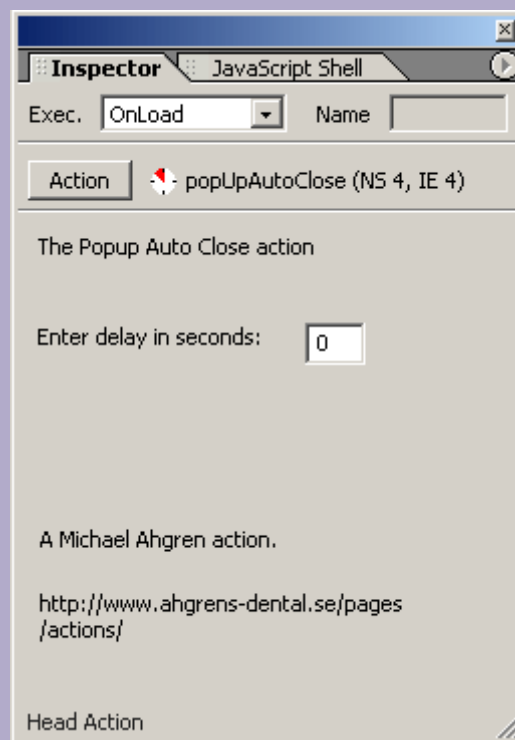 Inspector JavaScript Shell
Exec. OnLoad Name
Action popUpAutoClose (NS 4, IE 4)
The Popup Auto Close action
Enter delay in seconds: 0
A Michael Ahgren action.
http://www.ahgrens-dental.se/pages
/actions/
Head Action